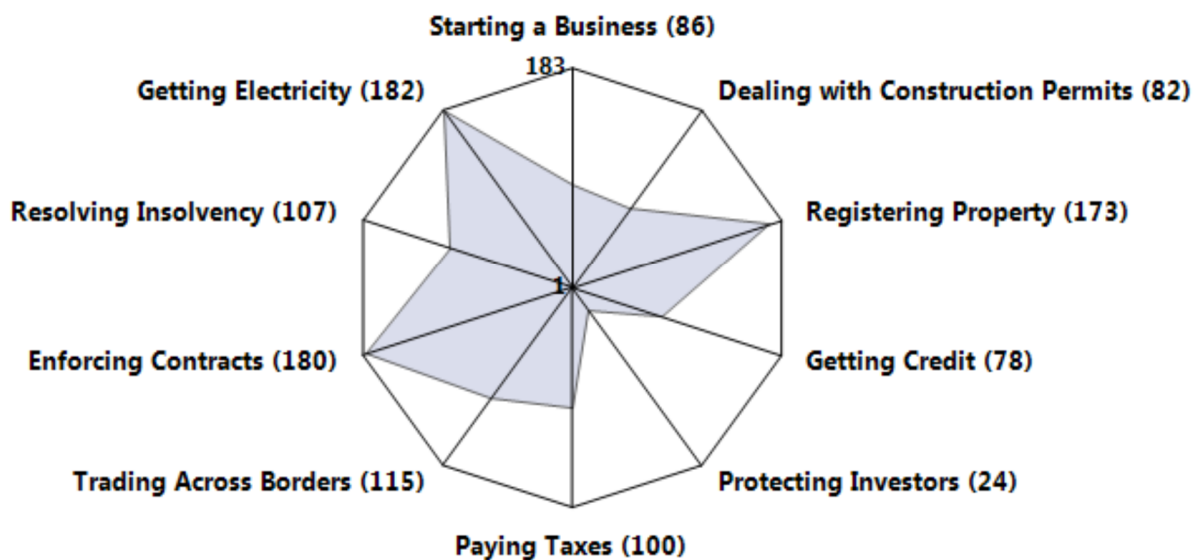 Starting a Business (86)
183
Getting Electricity (182)
Dealing with Construction Permits (82)
Resolving Insolvency (107)
Registering Property (173)
1
Enforcing Contracts (180)
Getting Credit (78)
Trading Across Borders (115)
Protecting Investors (24)
Paying Taxes (100)